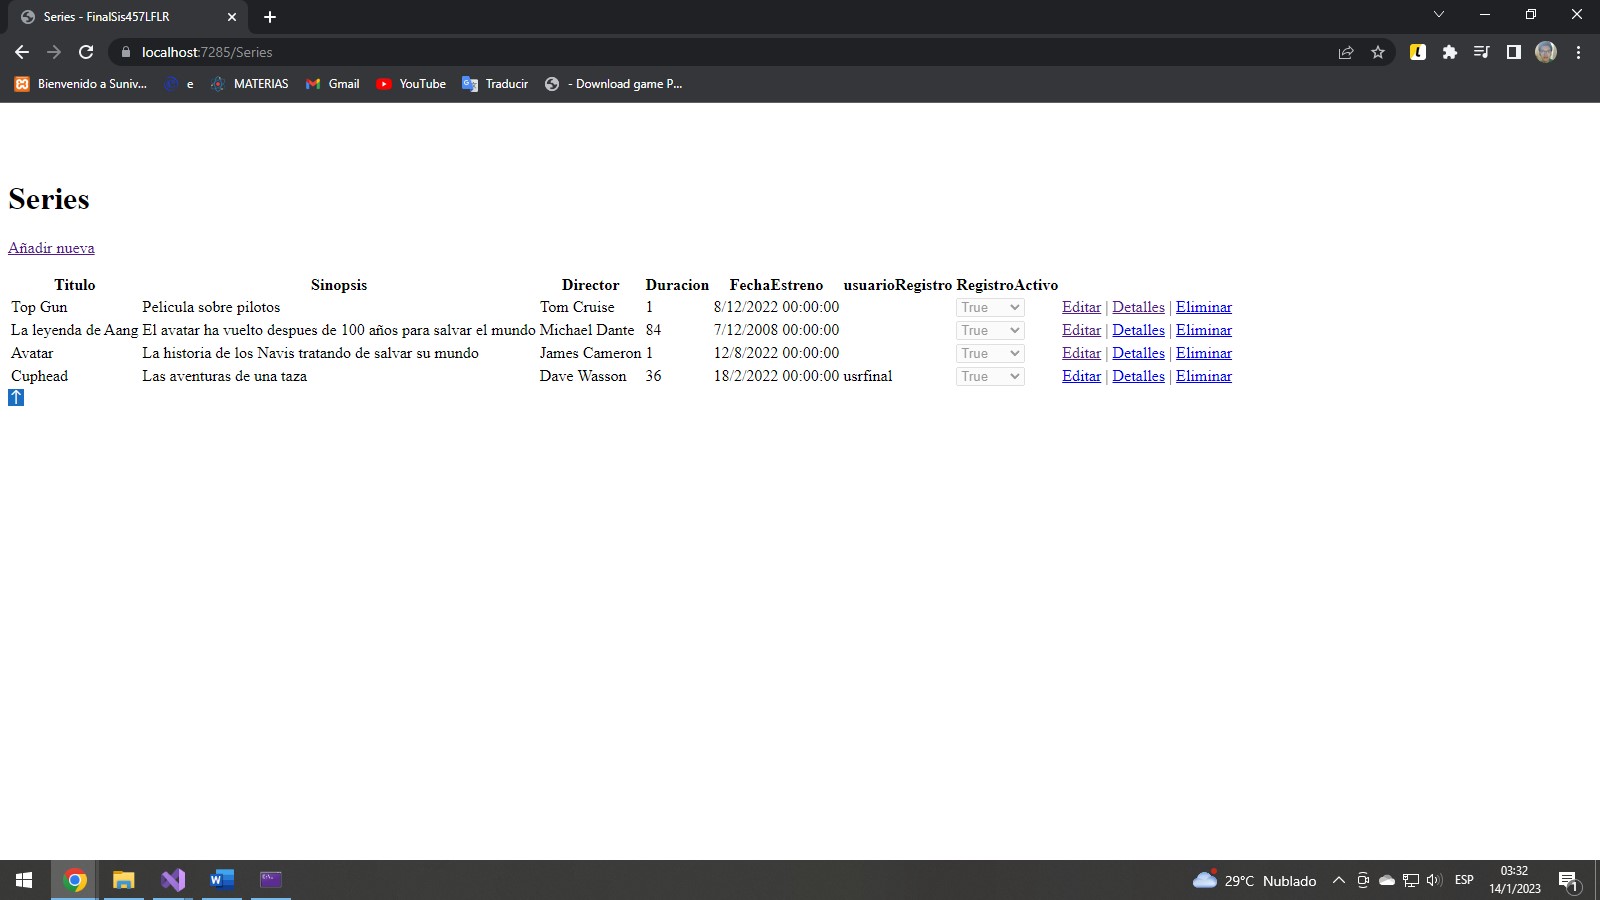 Series - FinalSis457LFLR
localhost:7285/Series
Bienvenido a Suniv... e MATERIAS Gmail YouTube Traducir - Download game P...
Series
Añadir nueva
Titulo Sinopsis Director Duracion FechaEstreno usuarioRegistro RegistroActivo
Top Gun Pelicula sobre pilotos Tom Cruise 1 8/12/2022 00:00:00 True Editar | Detalles | Eliminar
La leyenda de Aang El avatar ha vuelto despues de 100 años para salvar el mundo Michael Dante 84 7/12/2008 00:00:00 True Editar | Detalles | Eliminar
Avatar La historia de los Navis tratando de salvar su mundo James Cameron 1 12/8/2022 00:00:00 True Editar | Detalles | Eliminar
Cuphead Las aventuras de una taza Dave Wasson 36 18/2/2022 00:00:00 usrfinal True Editar | Detalles | Eliminar
29°C Nublado ESP 03:32
14/1/2023
1